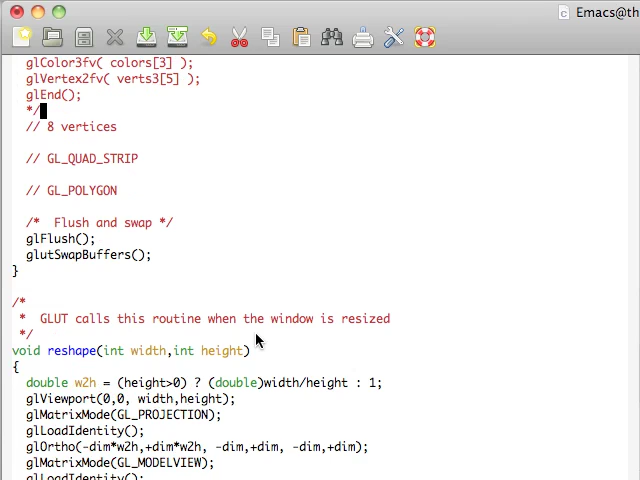 Emacs@th
glColor3fv( colors[3] );
glVertex2fv( verts3[5] );
glEnd();
*/
// 8 vertices
// GL_QUAD_STRIP
// GL_POLYGON
/*  Flush and swap */
glFlush();
glutSwapBuffers();
}
/*
*  GLUT calls this routine when the window is resized
*/
void reshape(int width,int height)
{
double w2h = (height>0) ? (double)width/height : 1;
glViewport(0,0, width,height);
glMatrixMode(GL_PROJECTION);
glLoadIdentity();
glOrtho(-dim*w2h,+dim*w2h, -dim,+dim, -dim,+dim);
glMatrixMode(GL_MODELVIEW);
glLoadIdentity();